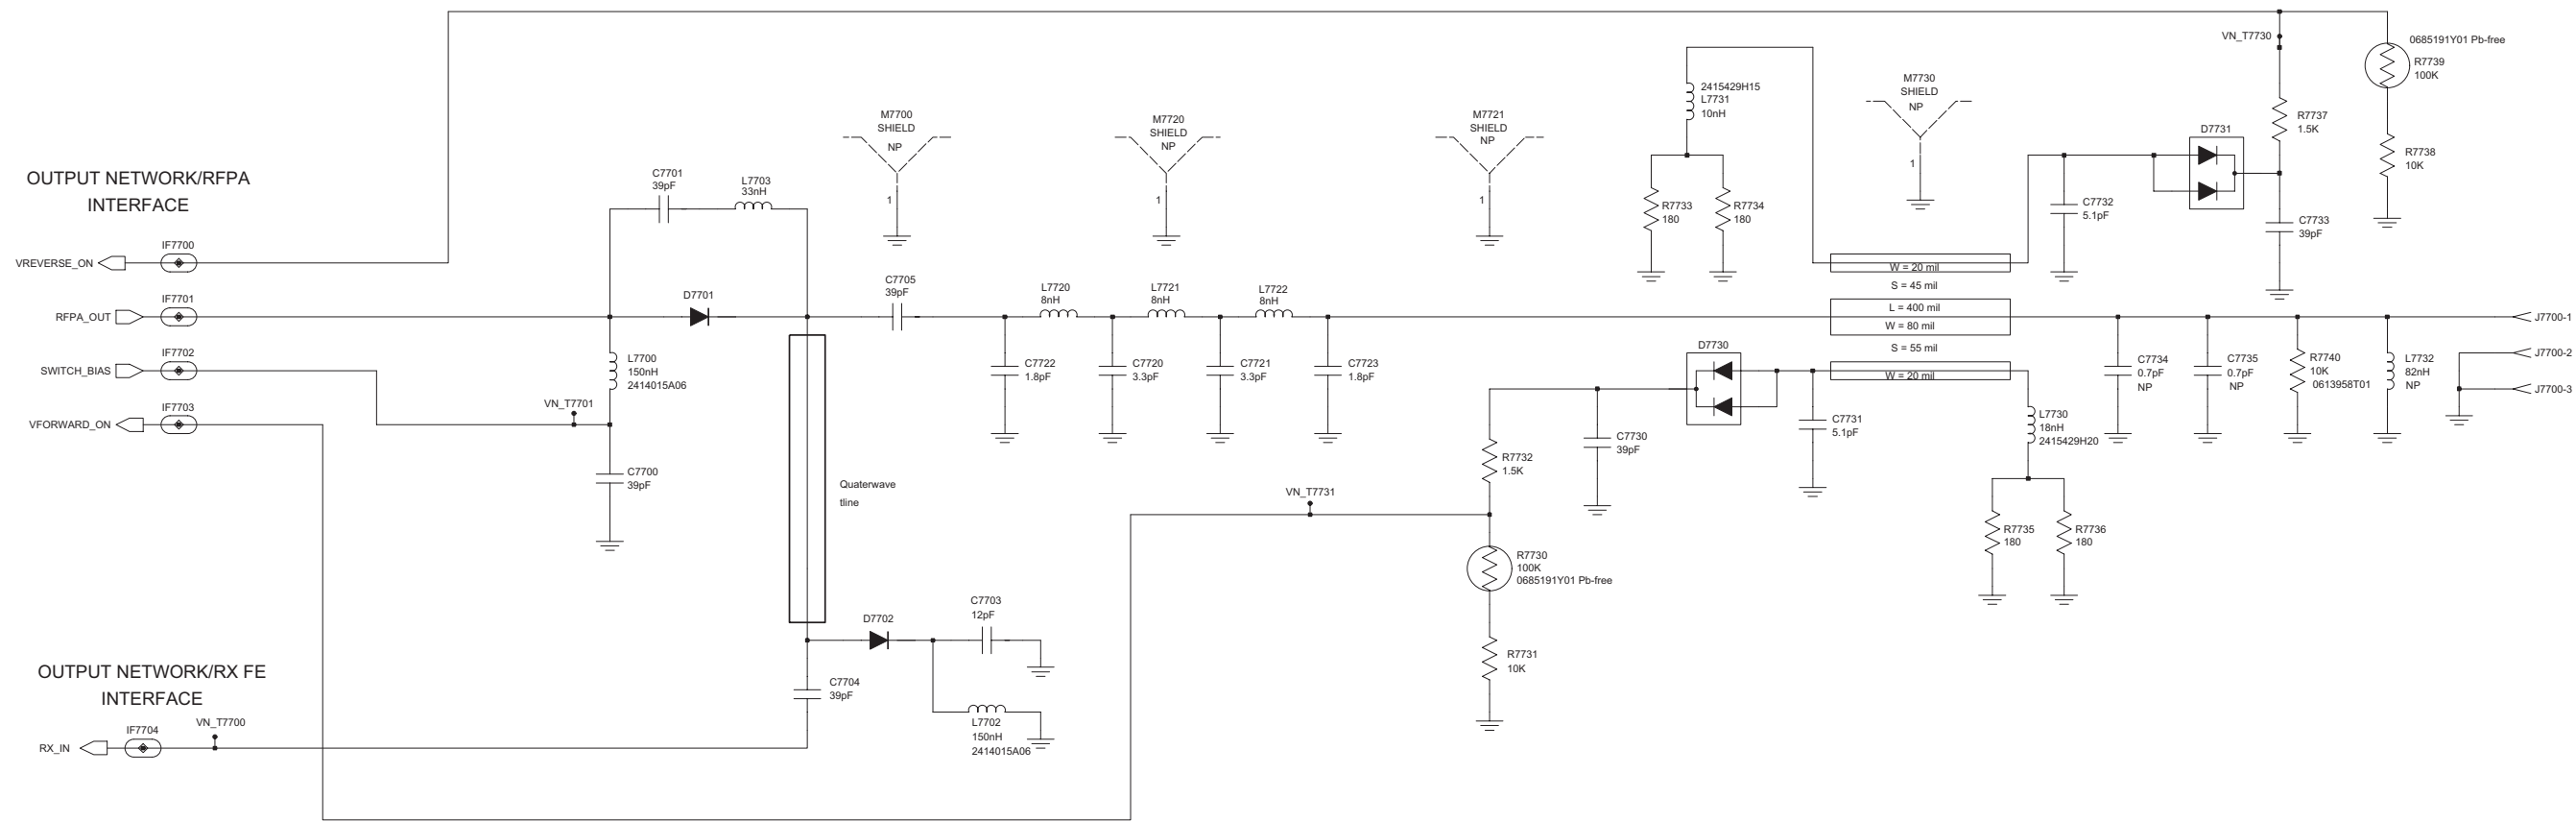 VN_T7730
0685191Y01 Pb-free
R7739
100K
2415429H15
L7731
10nH
M7730
SHIELD
NP
1
R7737
1.5K
D7731
R7738
10K
M7700
SHIELD
NP
1
M7720
SHIELD
NP
1
M7721
SHIELD
NP
1
OUTPUT NETWORK/RFPA
INTERFACE
C7701
39pF
L7703
33nH
R7733
180
R7734
180
C7732
5.1pF
C7733
39pF
IF7700
VREVERSE_ON
W = 20 mil
S = 45 mil
IF7701
RFPA_OUT
D7701
C7705
39pF
L7720
8nH
L7721
8nH
L7722
8nH
L = 400 mil
W = 80 mil
J7700-1
IF7702
SWITCH_BIAS
L7700
150nH
2414015A06
C7722
1.8pF
C7720
3.3pF
C7721
3.3pF
C7723
1.8pF
D7730
S = 55 mil
W = 20 mil
C7734
0.7pF
NP
C7735
0.7pF
NP
R7740
10K
0613958T01
L7732
82nH
NP
J7700-2
J7700-3
IF7703
VFORWARD_ON
VN_T7701
C7731
5.1pF
L7730
18nH
2415429H20
C7730
39pF
R7732
1.5K
C7700
39pF
Quaterwave
tline
VN_T7731
R7735
180
R7736
180
R7730
100K
0685191Y01 Pb-free
C7703
12pF
D7702
R7731
10K
OUTPUT NETWORK/RX FE
INTERFACE
C7704
39pF
L7702
150nH
2414015A06
IF7704
VN_T7700
RX_IN